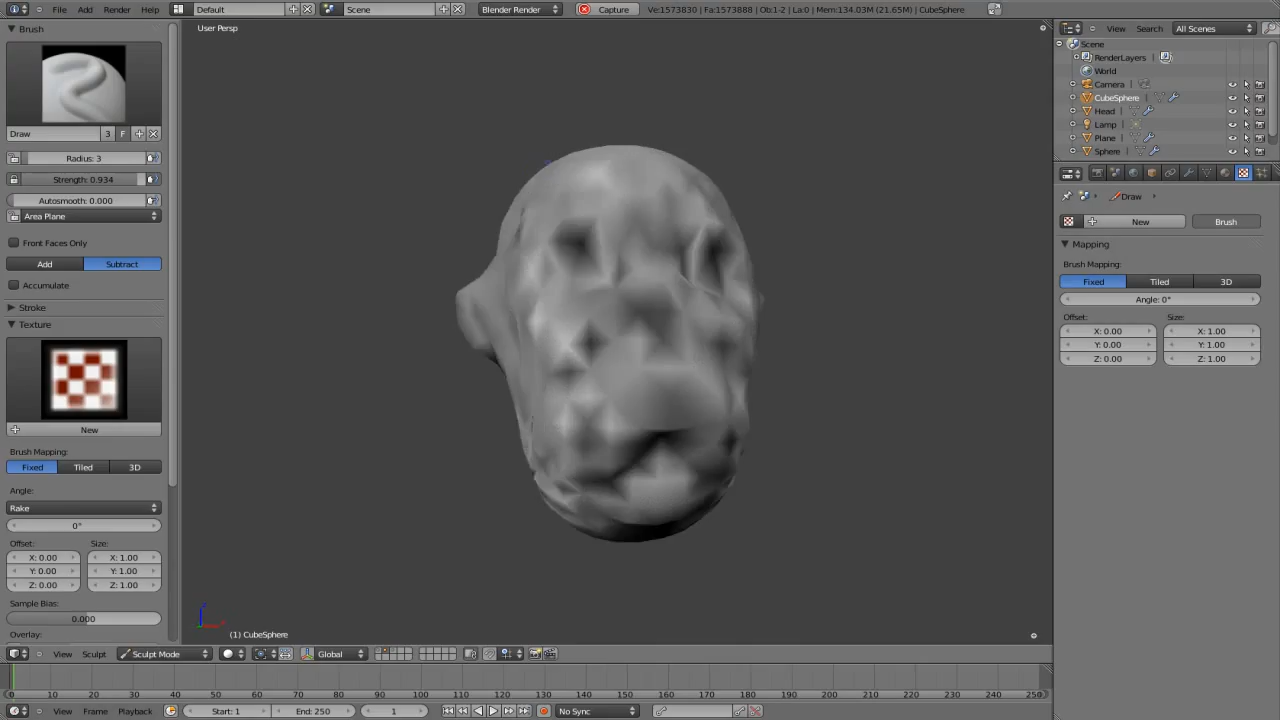 File Add Render Window Help Default Scene Blender Render Capture Ve:1573830 | Fa:1573888 | Ob:1-2 | La:0 | Mem:134.03M (21.65M) | CubeSphere
Brush
User Persp
View Search All Scenes
Scene
RenderLayers
World
Camera
CubeSphere
Head
Lamp
Plane
Sphere
Draw 3 F
Radius: 3
Strength: 0.934
Autosmooth: 0.000
Area Plane
Front Faces Only
Add Subtract
Accumulate
Stroke
Texture
New
Brush Mapping:
Fixed Tiled 3D
Angle:
Rake
0°
Offset: Size:
X: 0.00 X: 1.00
Y: 0.00 Y: 1.00
Z: 0.00 Z: 1.00
Sample Bias:
0.000
Overlay:
Draw
New Brush
Mapping
Brush Mapping:
Fixed Tiled 3D
Angle: 0°
Offset: Size:
X: 0.00 X: 1.00
Y: 0.00 Y: 1.00
Z: 0.00 Z: 1.00
z
x
(1) CubeSphere
View Sculpt Sculpt Mode Global
0 10 20 30 40 50 60 70 80 90 100 110 120 130 140 150 160 170 180 190 200 210 220 230 240 250
View Frame Playback Start: 1 End: 250 1 No Sync